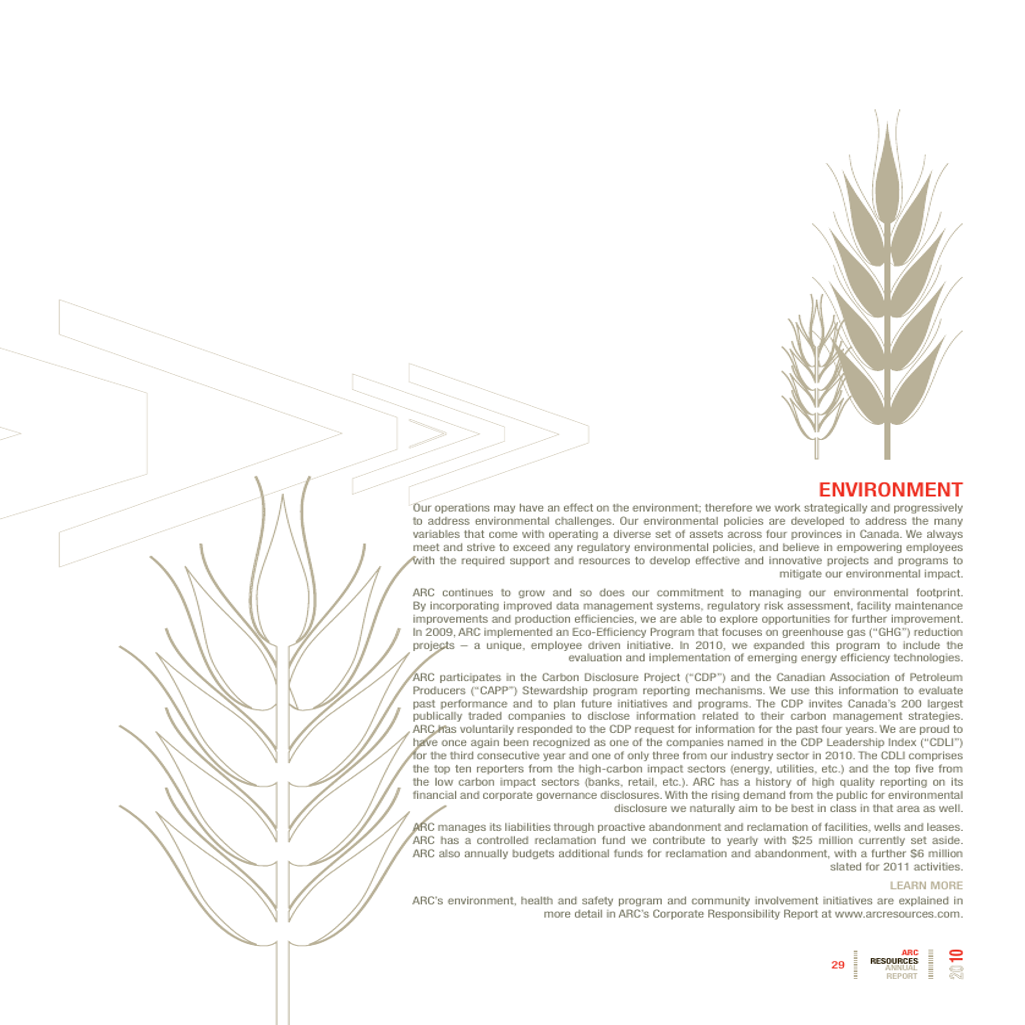 ENVIRONMENT
Our operations may have an effect on the environment; therefore we work strategically and progressively
to address environmental challenges. Our environmental policies are developed to address the many
variables that come with operating a diverse set of assets across four provinces in Canada. We always
meet and strive to exceed any regulatory environmental policies, and believe in empowering employees
with the required support and resources to develop effective and innovative projects and programs to
mitigate our environmental impact.
ARC continues to grow and so does our commitment to managing our environmental footprint.
By incorporating improved data management systems, regulatory risk assessment, facility maintenance
improvements and production efficiencies, we are able to explore opportunities for further improvement.
In 2009, ARC implemented an Eco-Efficiency Program that focuses on greenhouse gas (“GHG”) reduction
projects – a unique, employee driven initiative. In 2010, we expanded this program to include the
evaluation and implementation of emerging energy efficiency technologies.
ARC participates in the Carbon Disclosure Project (“CDP”) and the Canadian Association of Petroleum
Producers (“CAPP”) Stewardship program reporting mechanisms. We use this information to evaluate
past performance and to plan future initiatives and programs. The CDP invites Canada’s 200 largest
publically traded companies to disclose information related to their carbon management strategies.
ARC has voluntarily responded to the CDP request for information for the past four years. We are proud to
have once again been recognized as one of the companies named in the CDP Leadership Index (“CDLI”)
for the third consecutive year and one of only three from our industry sector in 2010. The CDLI comprises
the top ten reporters from the high-carbon impact sectors (energy, utilities, etc.) and the top five from
the low carbon impact sectors (banks, retail, etc.). ARC has a history of high quality reporting on its
financial and corporate governance disclosures. With the rising demand from the public for environmental
disclosure we naturally aim to be best in class in that area as well.
ARC manages its liabilities through proactive abandonment and reclamation of facilities, wells and leases.
ARC has a controlled reclamation fund we contribute to yearly with $25 million currently set aside.
ARC also annually budgets additional funds for reclamation and abandonment, with a further $6 million
slated for 2011 activities.
LEARN MORE
ARC’s environment, health and safety program and community involvement initiatives are explained in
more detail in ARC’s Corporate Responsibility Report at www.arcresources.com.
29
ARC
RESOURCES
ANNUAL
REPORT
2010